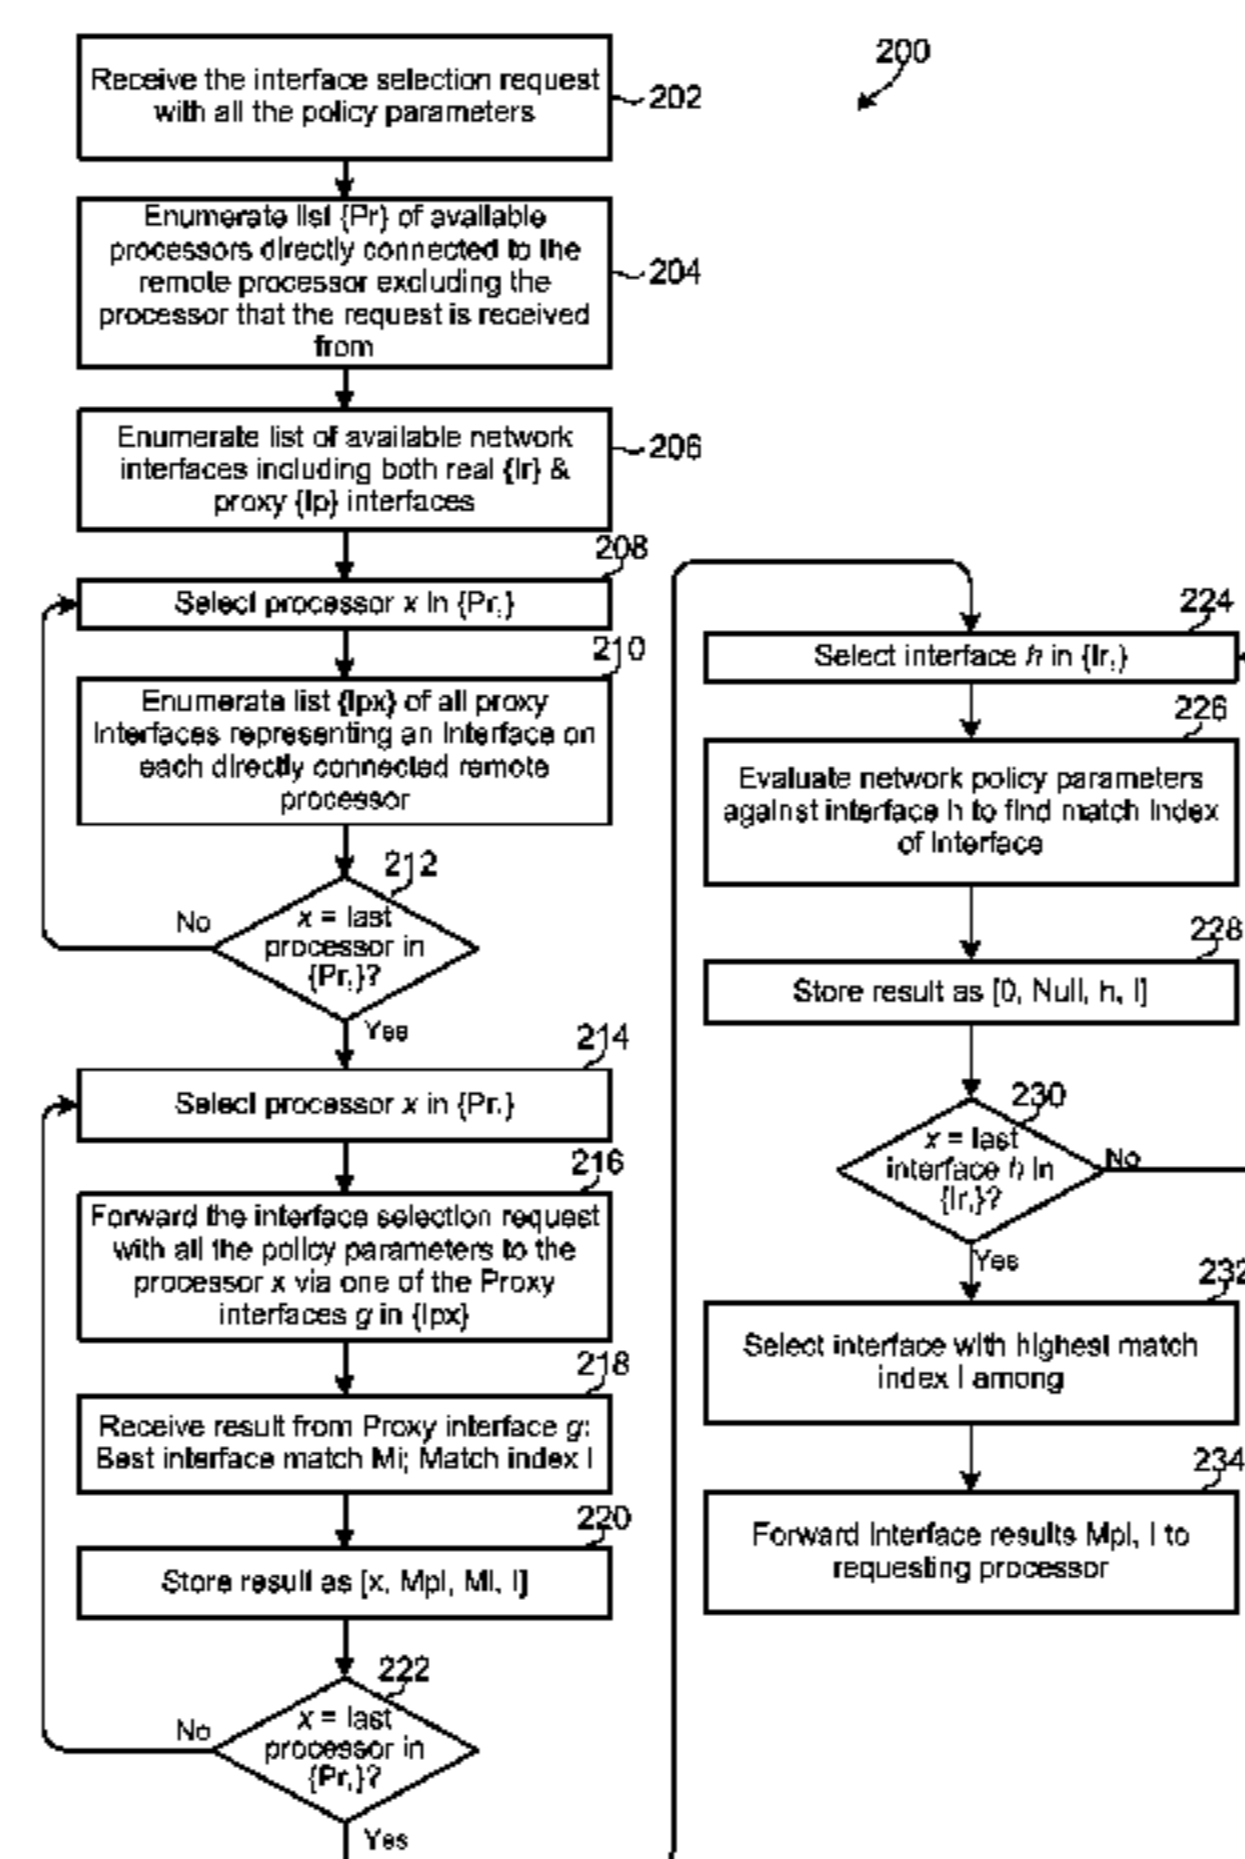 200
Receive the interface selection request
with all the policy parameters
202
Enumerate list {Pr} of available
processors directly connected to the
remote processor excluding the
processor that the request is received
from
204
Enumerate list of available network
interfaces including both real {Ir} &
proxy {Ip} interfaces
206
208
Select processor x in {Pr,}
210
Enumerate list {Ipx} of all proxy
Interfaces representing an Interface on
each directly connected remote
processor
212
x = last
processor in
{Pr,}?
No
Yes
214
Select processor x in {Pr,}
216
Forward the interface selection request
with all the policy parameters to the
processor x via one of the Proxy
interfaces g in {Ipx}
218
Receive result from Proxy interface g:
Best interface match Mi; Match index I
220
Store result as [x, MpI, MI, I]
222
x = last
processor in
{Pr,}?
No
Yes
224
Select interface h in {Ir,}
226
Evaluate network policy parameters
against interface h to find match Index
of Interface
228
Store result as [0, Null, h, I]
230
x = last
interface h in
{Ir,}?
No
Yes
232
Select interface with highest match
index I among
234
Forward Interface results MpI, I to
requesting processor